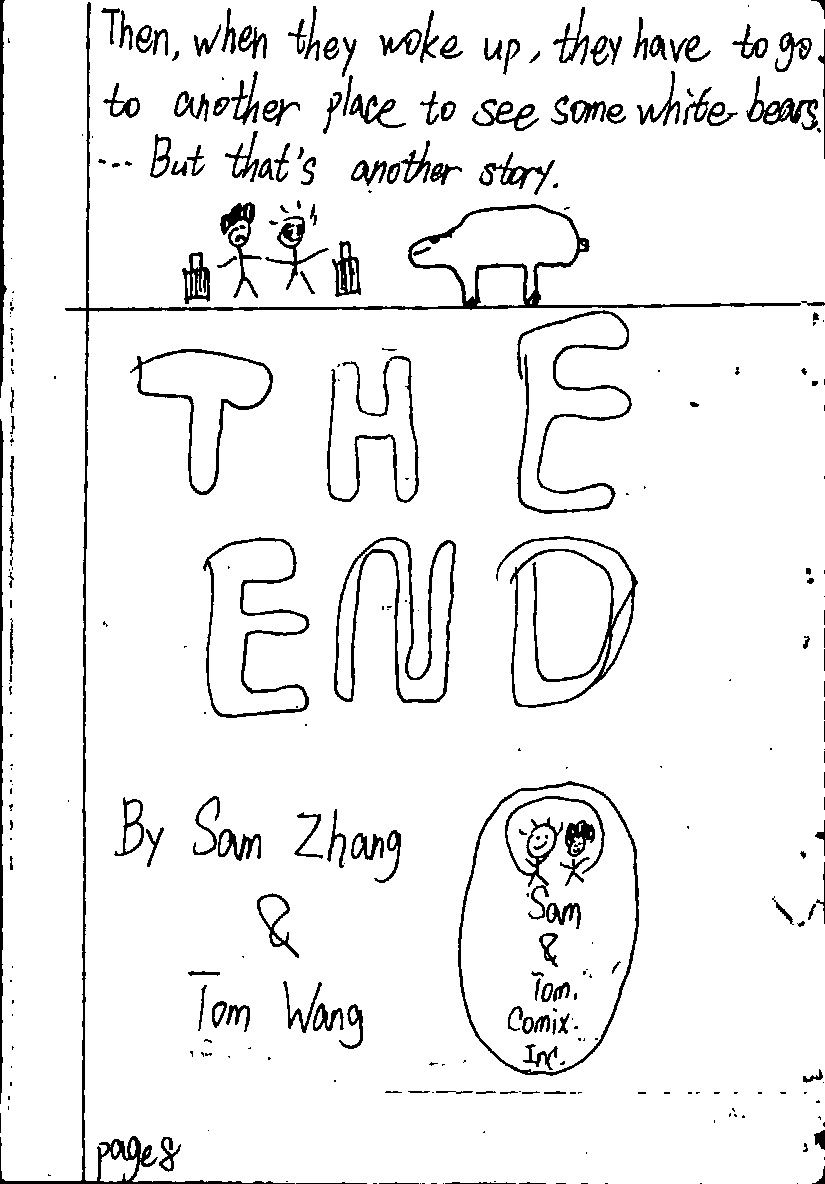 Then, when they woke up, they have to go.
to another place to see some white bears.
... But that's another story.
THE
END
By Sam Zhang
&
Tom Wang
Sam
&
Tom.
Comix.
Inc.
page 8